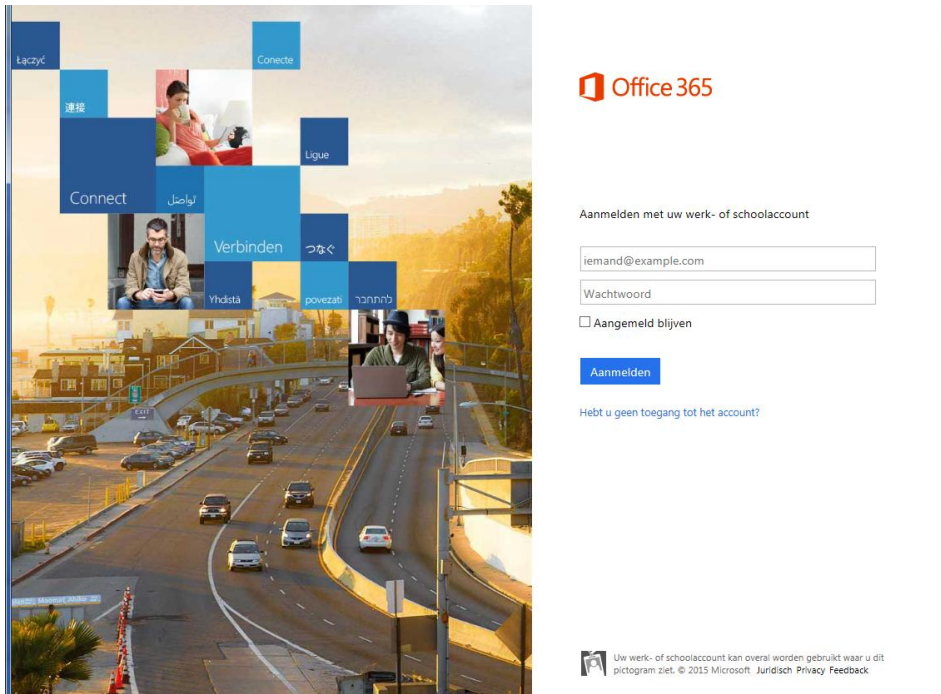 Łączyć
Conecte
連接
Ligue
Connect
تواصل
Verbinden
つなぐ
Yhdistä
povezati
להתחבר
EXIT
Office 365
Aanmelden met uw werk- of schoolaccount
iemand@example.com
Wachtwoord
Aangemeld blijven
Aanmelden
Hebt u geen toegang tot het account?
Uw werk- of schoolaccount kan overal worden gebruikt waar u dit
pictogram ziet. © 2015 Microsoft Juridisch Privacy Feedback